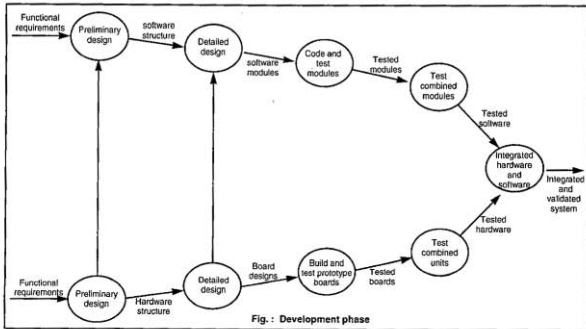 Functional
requirements
Preliminary
design
software
structure
Detailed
design
software
modules
Code and
test
modules
Tested
modules
Test
combined
modules
Tested
software
Integrated
hardware
and
software
Integrated
and
validated
system
Functional
requirements
Preliminary
design
Hardware
structure
Detailed
design
Board
designs
Build and
test prototype
boards
Tested
boards
Test
combined
units
Tested
hardware
Fig. : Development phase